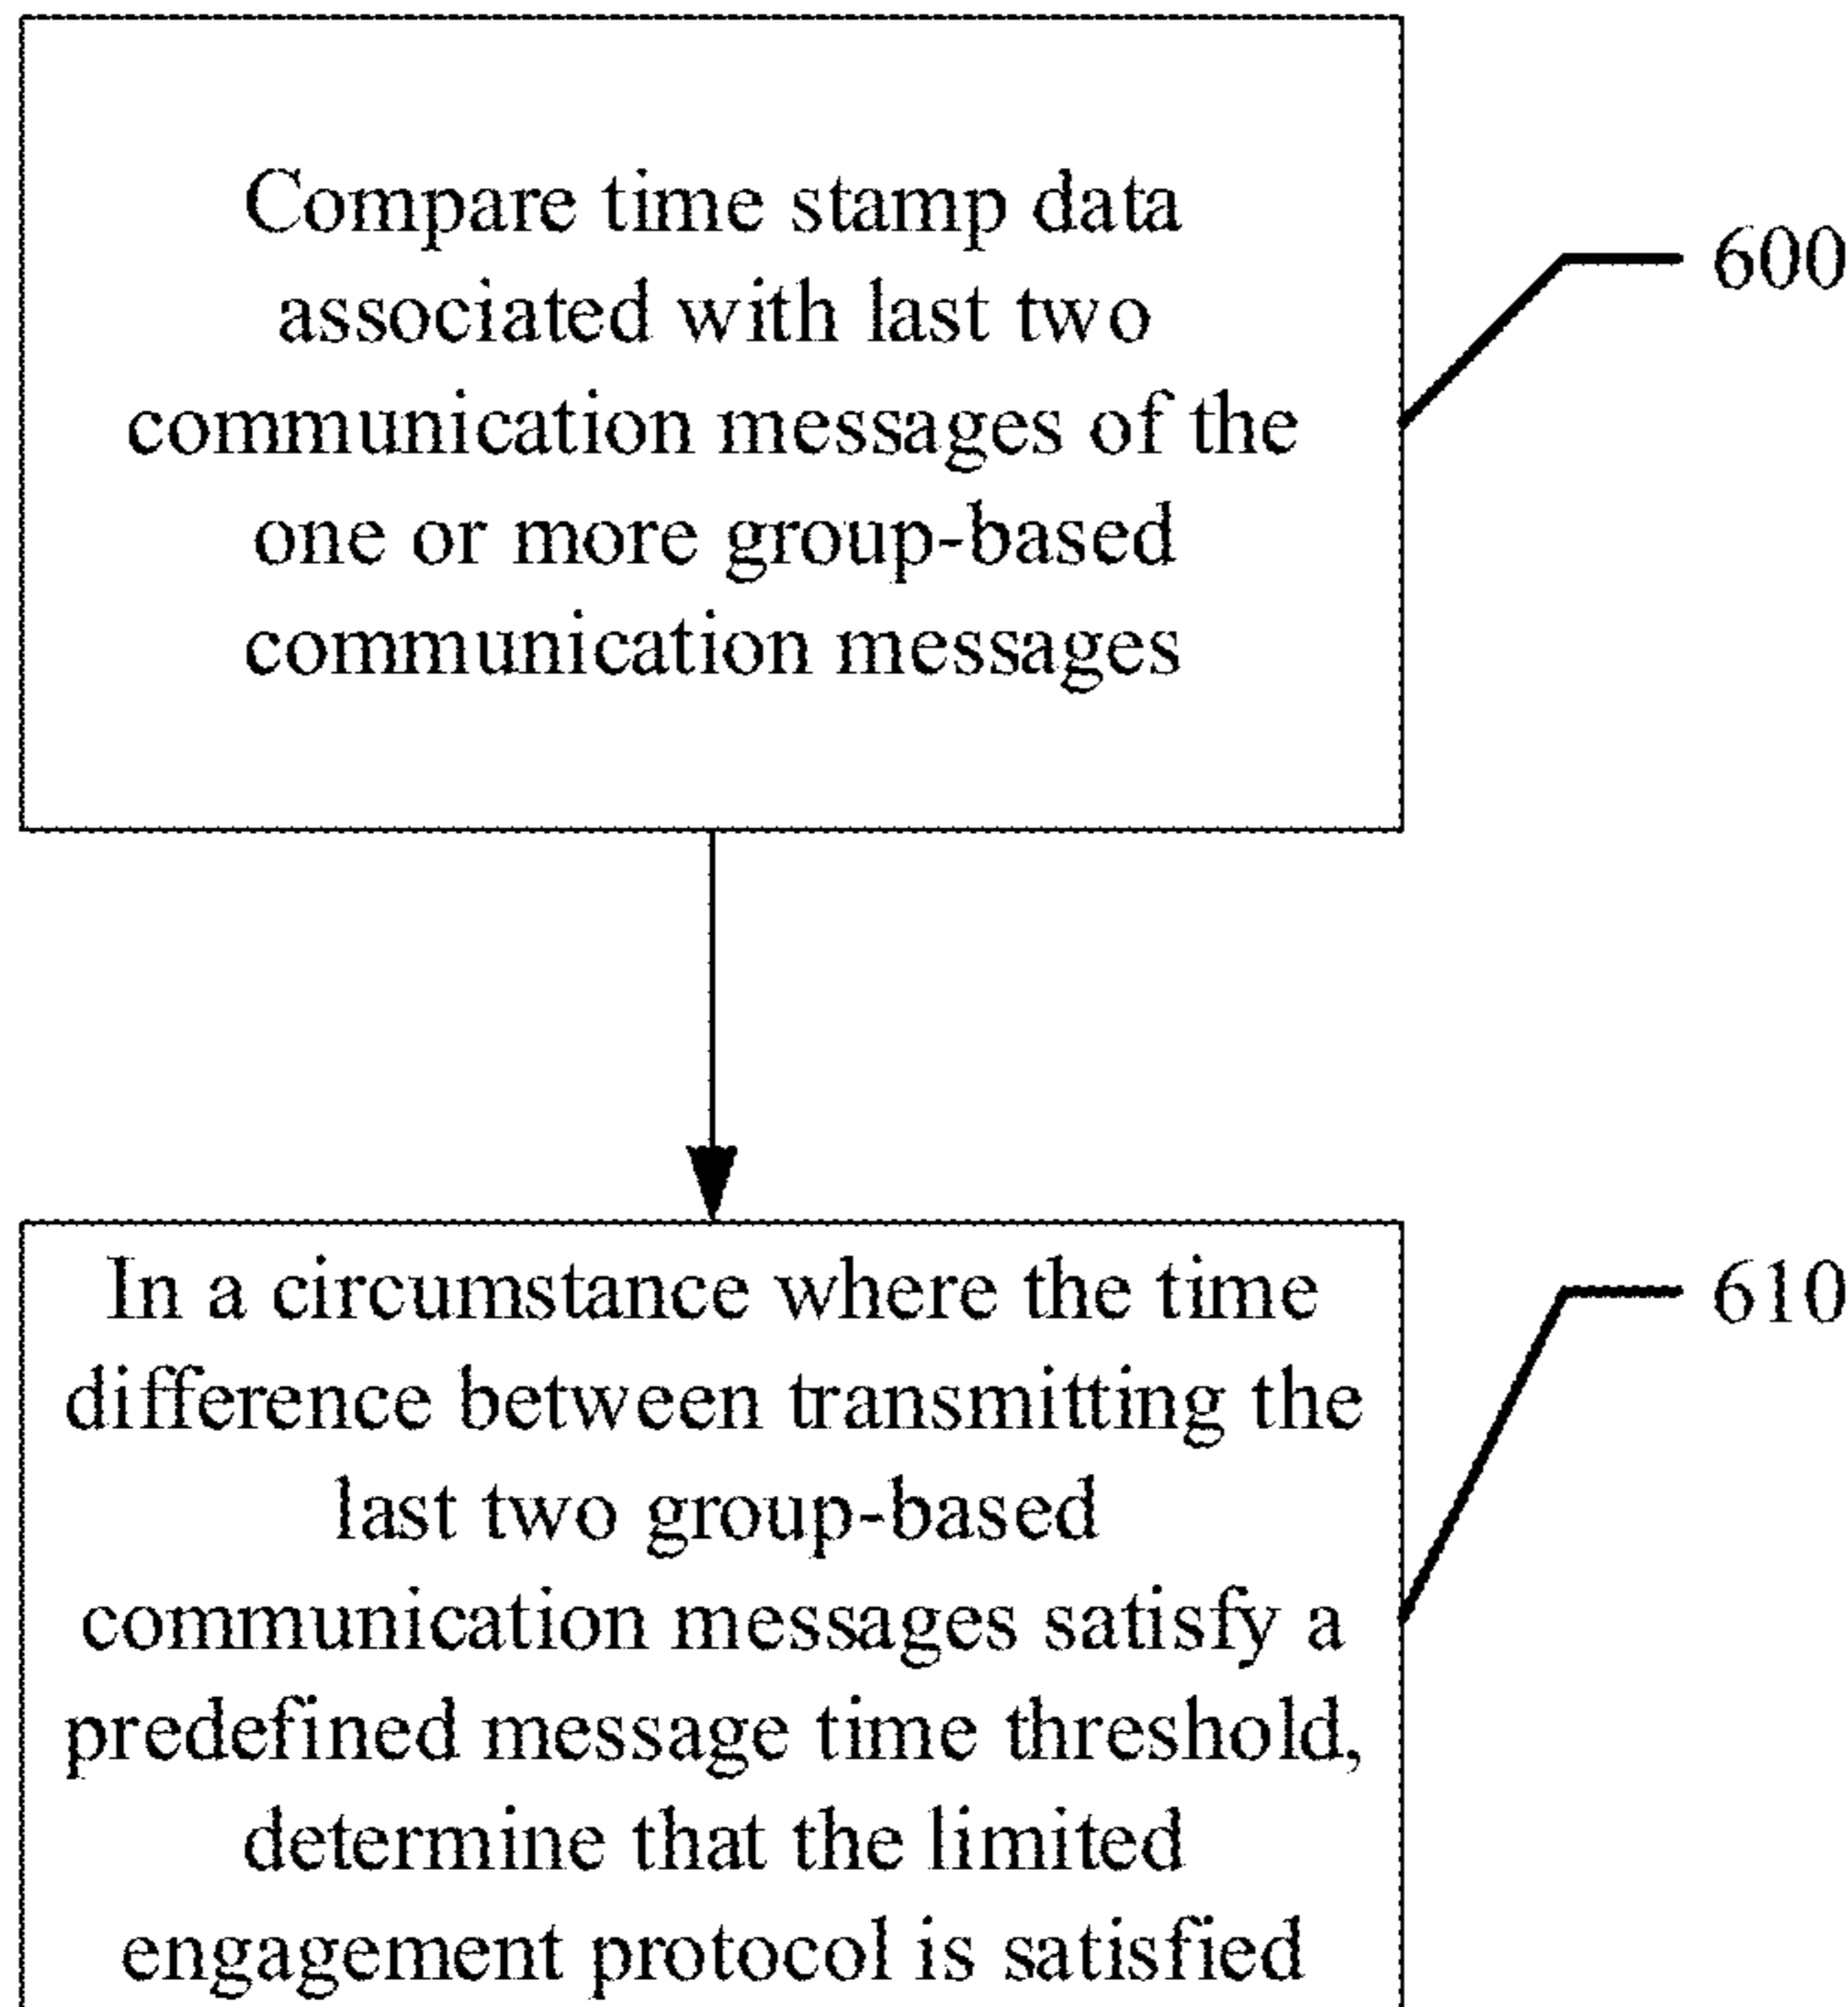 Compare time stamp data
associated with last two
communication messages of the
one or more group-based
communication messages
600
In a circumstance where the time
difference between transmitting the
last two group-based
communication messages satisfy a
predefined message time threshold,
determine that the limited
engagement protocol is satisfied
610